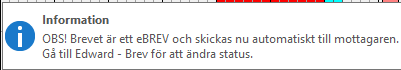 Information
OBS! Brevet är ett eBREV och skickas nu automatiskt till mottagaren.
Gå till Edward - Brev för att ändra status.